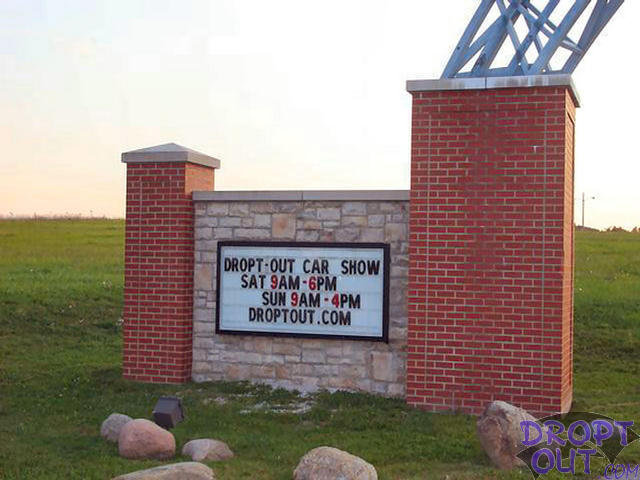 DROPT-OUT CAR SHOW
SAT 9AM-6PM
SUN 9AM-4PM
DROPTOUT.COM
DROPT
OUT.COM